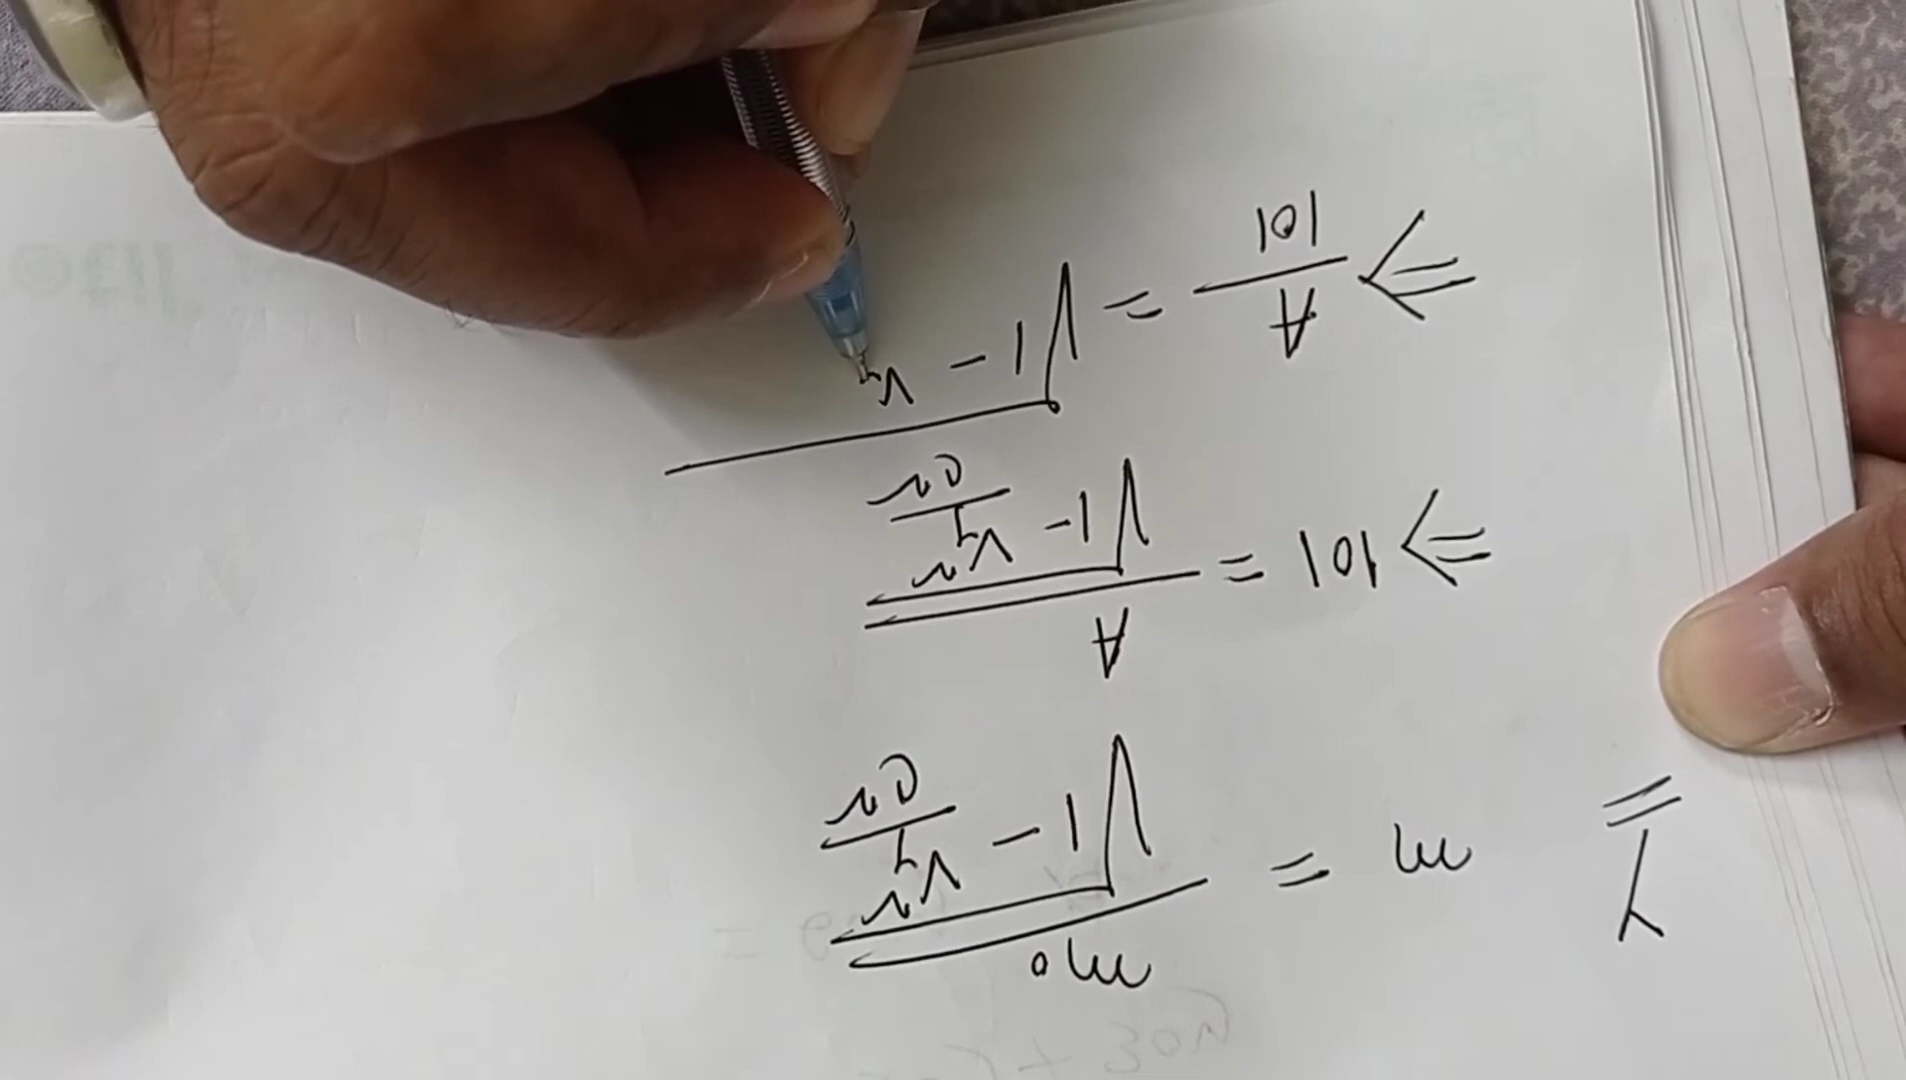 m = m₀ / √(1 - v²/c²)
⇒ 101 = A / √(1 - v²/c²)
⇒ A/101 = √(1 - v²